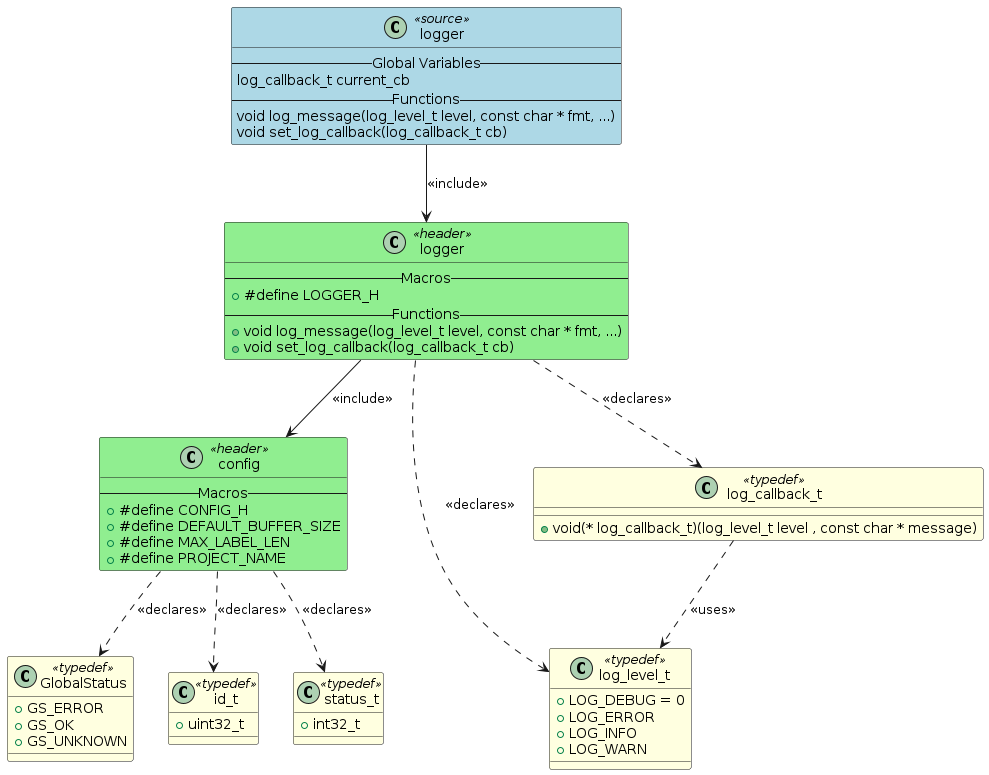 C «source»
logger
Global Variables
log_callback_t current_cb
Functions
void log_message(log_level_t level, const char * fmt, ...)
void set_log_callback(log_callback_t cb)
«include»
C «header»
logger
Macros
#define LOGGER_H
Functions
void log_message(log_level_t level, const char * fmt, ...)
void set_log_callback(log_callback_t cb)
«include»
«declares»
C «header»
config
Macros
#define CONFIG_H
#define DEFAULT_BUFFER_SIZE
#define MAX_LABEL_LEN
#define PROJECT_NAME
«declares»
C «typedef»
log_callback_t
void(* log_callback_t)(log_level_t level , const char * message)
«declares»
«declares»
«declares»
«uses»
C «typedef»
GlobalStatus
GS_ERROR
GS_OK
GS_UNKNOWN
C «typedef»
id_t
uint32_t
C «typedef»
status_t
int32_t
C «typedef»
log_level_t
LOG_DEBUG = 0
LOG_ERROR
LOG_INFO
LOG_WARN